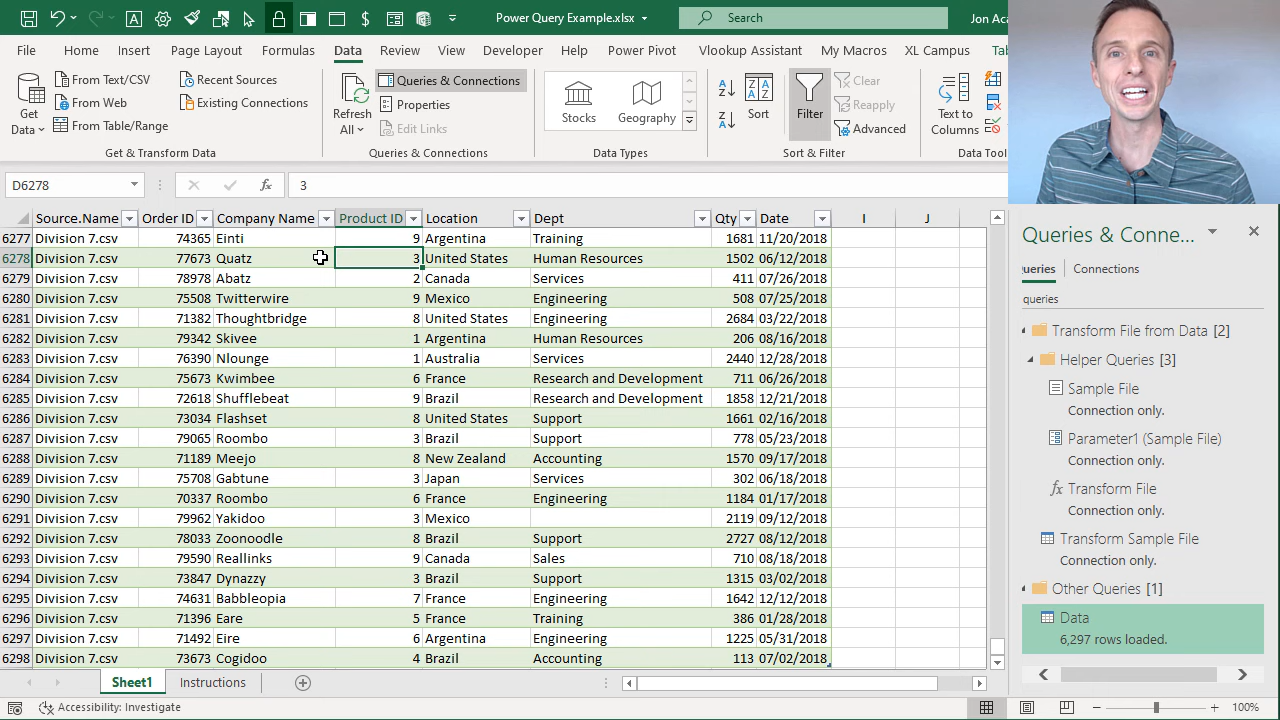 Power Query Example.xlsx
Search
Jon Aca
File Home Insert Page Layout Formulas Data Review View Developer Help Power Pivot Vlookup Assistant My Macros XL Campus Ta
Get Data
From Text/CSV
From Web
From Table/Range
Recent Sources
Existing Connections
Get & Transform Data
Refresh All
Queries & Connections
Properties
Edit Links
Queries & Connections
Stocks
Geography
Data Types
Sort
Filter
Clear
Reapply
Advanced
Sort & Filter
Text to Columns
Data Tool
D6278 fx 3
Source.Name Order ID Company Name Product ID Location Dept Qty Date I J
6277 Division 7.csv 74365 Einti 9 Argentina Training 1681 11/20/2018
6278 Division 7.csv 77673 Quatz 3 United States Human Resources 1502 06/12/2018
6279 Division 7.csv 78978 Abatz 2 Canada Services 411 07/26/2018
6280 Division 7.csv 75508 Twitterwire 9 Mexico Engineering 508 07/25/2018
6281 Division 7.csv 71382 Thoughtbridge 8 United States Engineering 2684 03/22/2018
6282 Division 7.csv 79342 Skivee 1 Argentina Human Resources 206 08/16/2018
6283 Division 7.csv 76390 Nlounge 1 Australia Services 2440 12/28/2018
6284 Division 7.csv 75673 Kwimbee 6 France Research and Development 711 06/26/2018
6285 Division 7.csv 72618 Shufflebeat 9 Brazil Research and Development 1858 12/21/2018
6286 Division 7.csv 73034 Flashset 8 United States Support 1661 02/16/2018
6287 Division 7.csv 79065 Roombo 3 Brazil Support 778 05/23/2018
6288 Division 7.csv 71189 Meejo 8 New Zealand Accounting 1570 09/17/2018
6289 Division 7.csv 75708 Gabtune 3 Japan Services 302 06/18/2018
6290 Division 7.csv 70337 Roombo 6 France Engineering 1184 01/17/2018
6291 Division 7.csv 79962 Yakidoo 3 Mexico 2119 09/12/2018
6292 Division 7.csv 78033 Zoonoodle 8 Brazil Support 2727 08/12/2018
6293 Division 7.csv 79590 Reallinks 9 Canada Sales 710 08/18/2018
6294 Division 7.csv 73847 Dynazzy 3 Brazil Support 1315 03/02/2018
6295 Division 7.csv 74631 Babbleopia 7 France Engineering 1642 12/12/2018
6296 Division 7.csv 71396 Eare 5 France Training 386 01/28/2018
6297 Division 7.csv 71492 Eire 6 Argentina Engineering 1225 05/31/2018
6298 Division 7.csv 73673 Cogidoo 4 Brazil Accounting 113 07/02/2018
Queries & Conne...
ueries Connections
queries
Transform File from Data [2]
Helper Queries [3]
Sample File
Connection only.
Parameter1 (Sample File)
Connection only.
fx Transform File
Connection only.
Transform Sample File
Connection only.
Other Queries [1]
Data
6,297 rows loaded.
Sheet1 Instructions
Accessibility: Investigate
100%